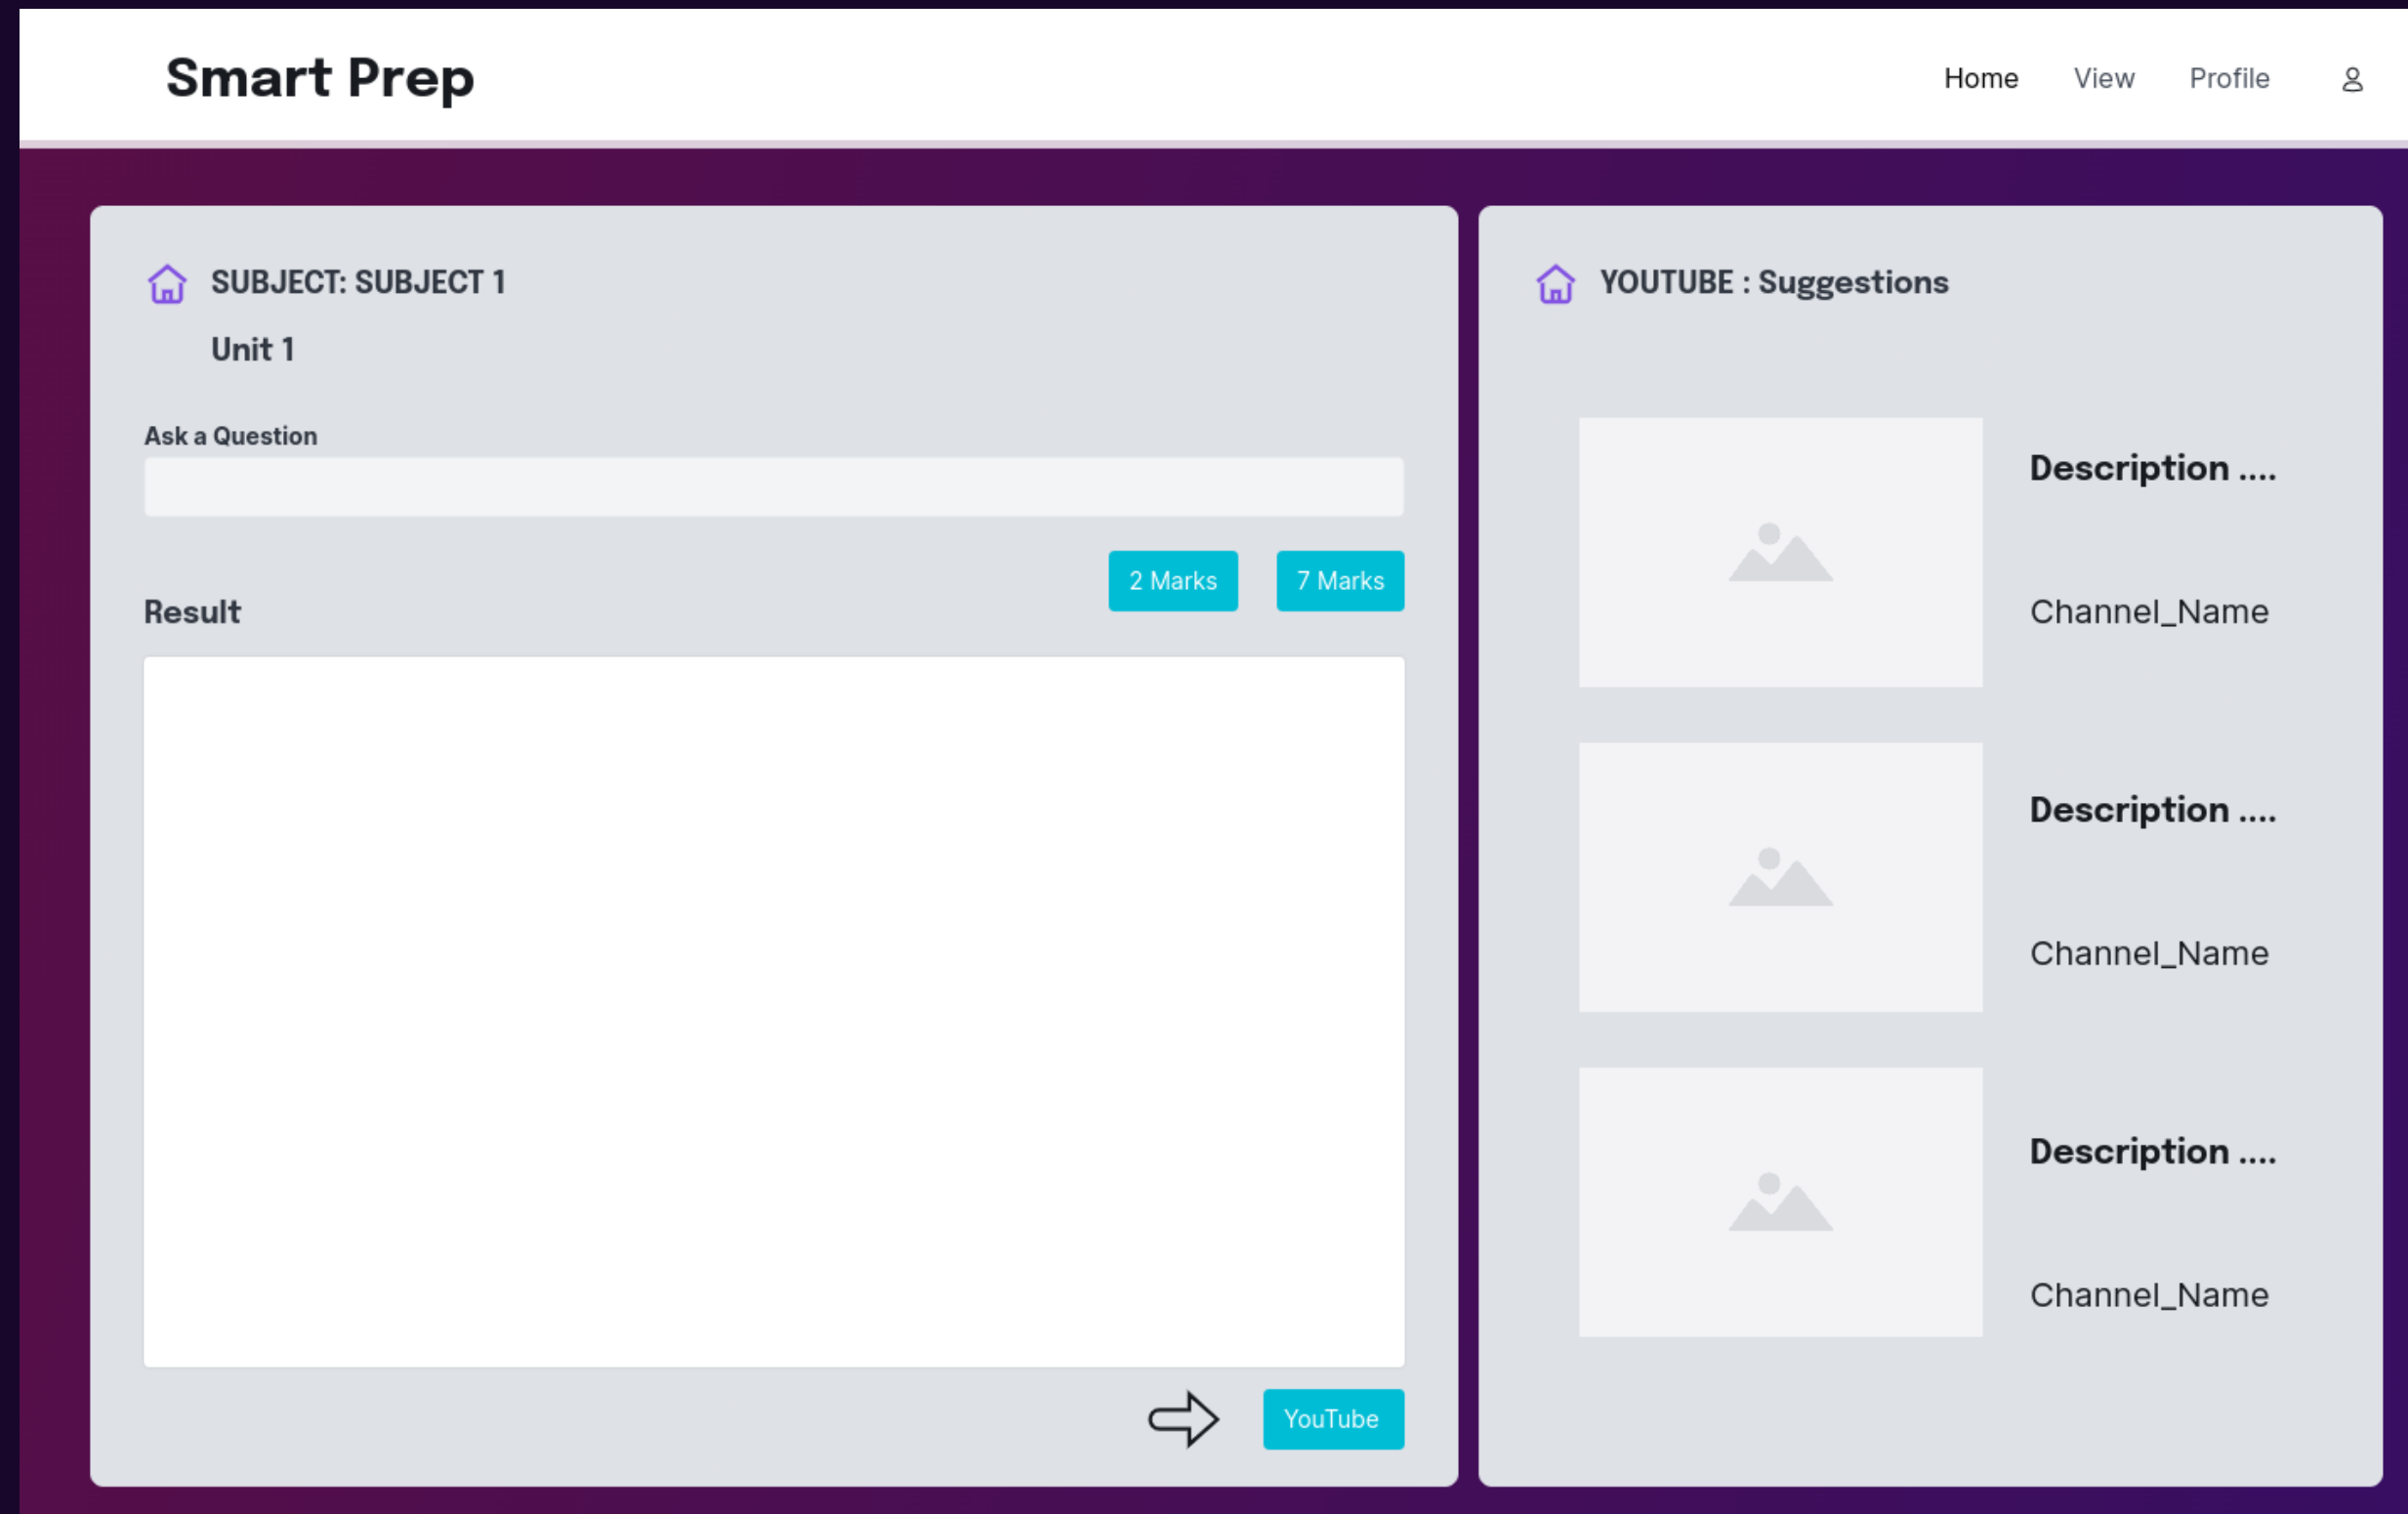 Smart Prep
Home View Profile
SUBJECT: SUBJECT 1
Unit 1
Ask a Question
2 Marks 7 Marks
Result
YouTube
YOUTUBE : Suggestions
Description ....
Channel_Name
Description ....
Channel_Name
Description ....
Channel_Name